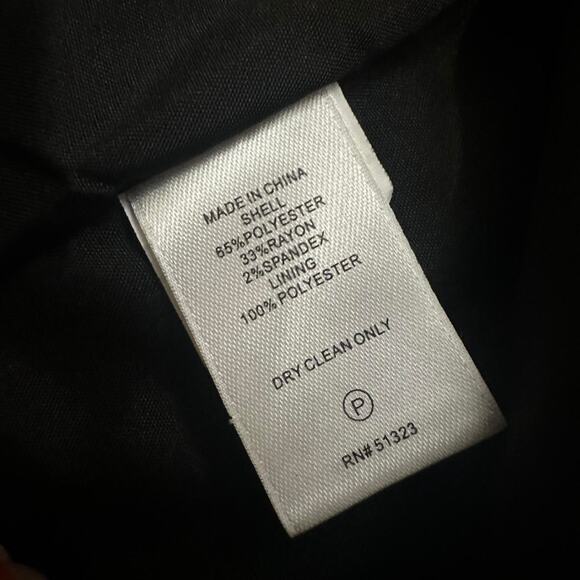 MADE IN CHINA
SHELL
65%POLYESTER
33%RAYON
2%SPANDEX
LINING
100% POLYESTER
DRY CLEAN ONLY
P
RN# 51323